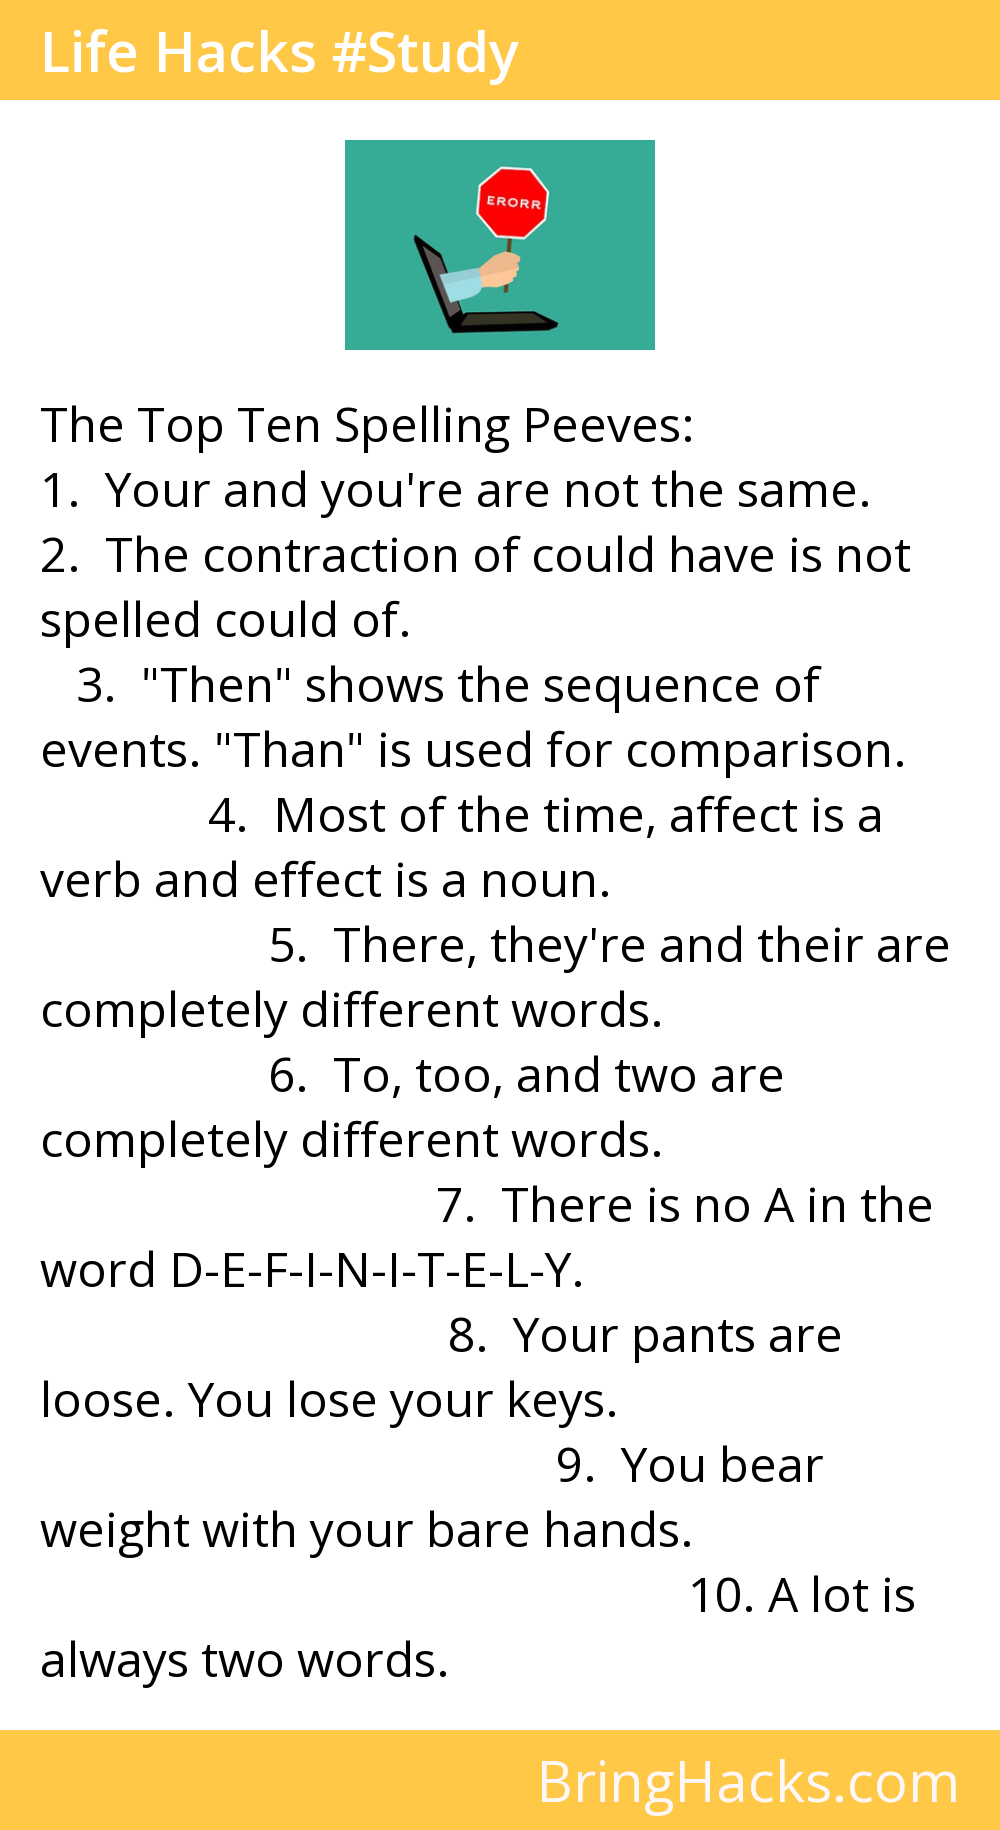 Life Hacks #Study
ERORR
The Top Ten Spelling Peeves:
1.  Your and you're are not the same.
2.  The contraction of could have is not
spelled could of.
3.  "Then" shows the sequence of
events. "Than" is used for comparison.
4.  Most of the time, affect is a
verb and effect is a noun.
5.  There, they're and their are
completely different words.
6.  To, too, and two are
completely different words.
7.  There is no A in the
word D-E-F-I-N-I-T-E-L-Y.
8.  Your pants are
loose. You lose your keys.
9.  You bear
weight with your bare hands.
10. A lot is
always two words.
BringHacks.com